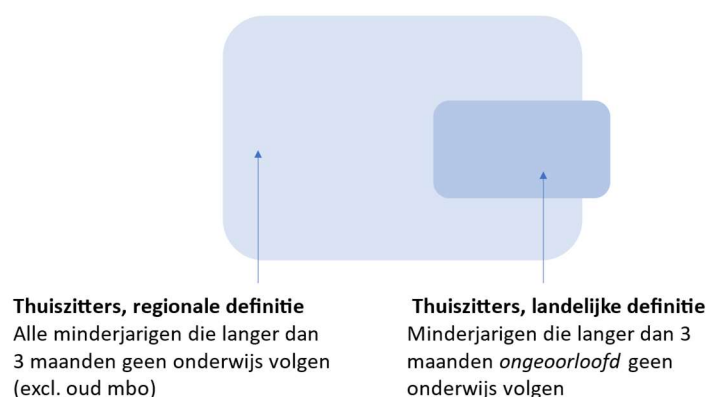 Thuiszitters, regionale definitie
Alle minderjarigen die langer dan
3 maanden geen onderwijs volgen
(excl. oud mbo)
Thuiszitters, landelijke definitie
Minderjarigen die langer dan 3
maanden ongeoorloofd geen
onderwijs volgen